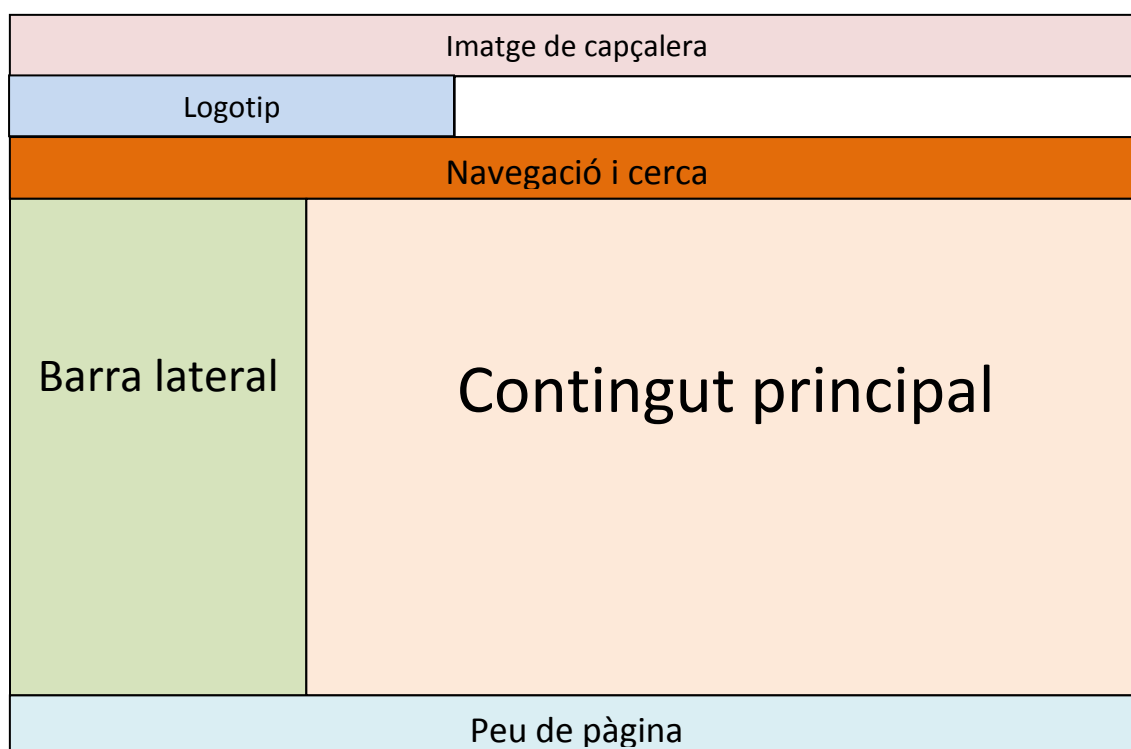 Imatge de capçalera
Logotip
Navegació i cerca
Barra lateral
Contingut principal
Peu de pàgina